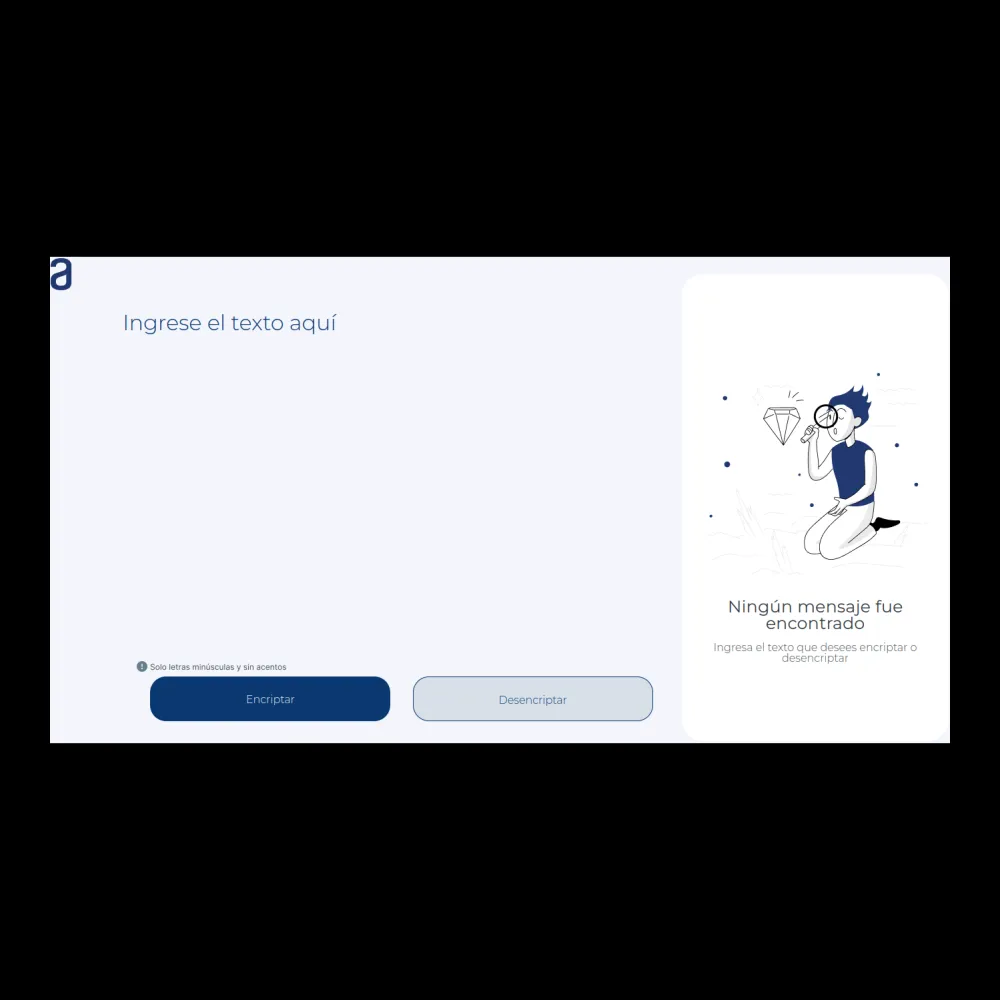 a
Ingrese el texto aquí
Solo letras minúsculas y sin acentos
Encriptar
Desencriptar
Ningún mensaje fue
encontrado
Ingresa el texto que desees encriptar o
desencriptar